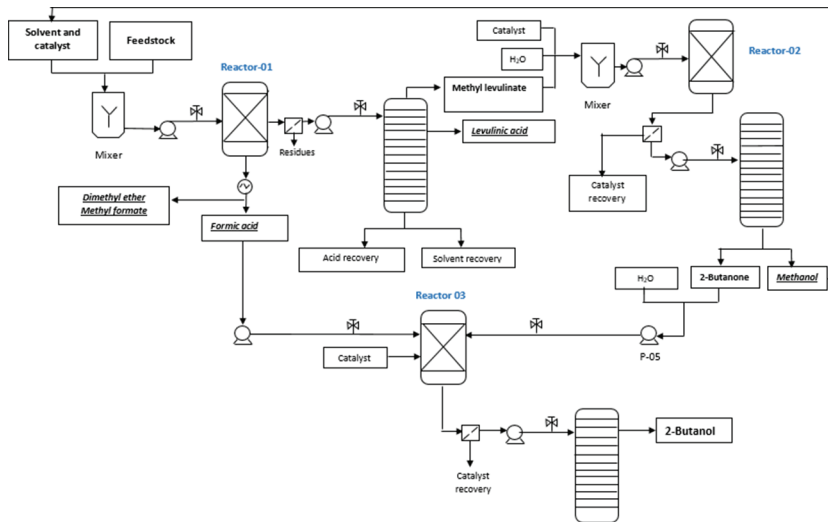 Solvent and
catalyst
Feedstock
Mixer
Reactor-01
Residues
Dimethyl ether
Methyl formate
Formic acid
Methyl levulinate
Levulinic acid
Acid recovery
Solvent recovery
Catalyst
H₂O
Mixer
Reactor-02
Catalyst
recovery
2-Butanone
Methanol
H₂O
P-05
Reactor 03
Catalyst
Catalyst
recovery
2-Butanol